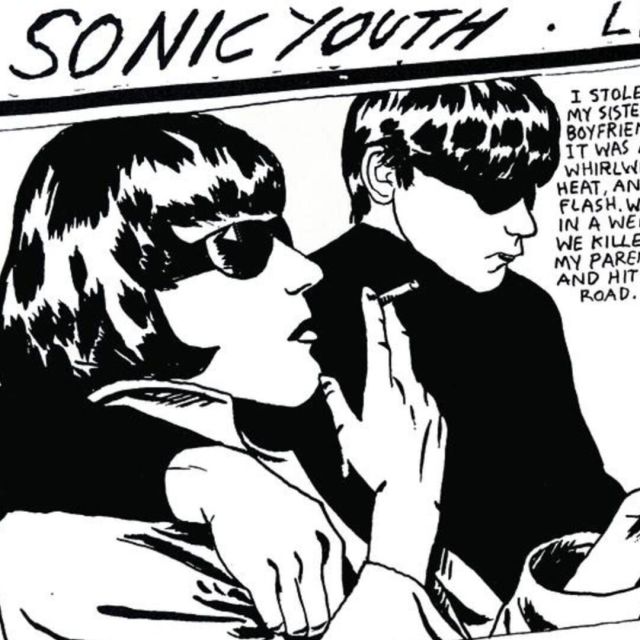 SONIC YOUTH ·
I STOLE
MY SISTE
BOYFRIEN
IT WAS
WHIRLWI
HEAT, AN
FLASH. W
IN A WE
WE KILLE
MY PARE
AND HIT
ROAD.